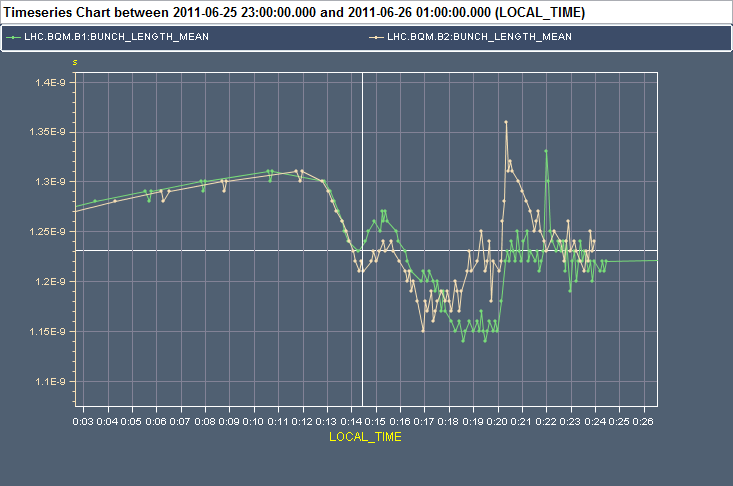 Timeseries Chart between 2011-06-25 23:00:00.000 and 2011-06-26 01:00:00.000 (LOCAL_TIME)
LHC.BQM.B1:BUNCH_LENGTH_MEAN LHC.BQM.B2:BUNCH_LENGTH_MEAN
s
1.4E-9
1.35E-9
1.3E-9
1.25E-9
1.2E-9
1.15E-9
1.1E-9
0:03 0:04 0:05 0:06 0:07 0:08 0:09 0:10 0:11 0:12 0:13 0:14 0:15 0:16 0:17 0:18 0:19 0:20 0:21 0:22 0:23 0:24 0:25 0:26
LOCAL_TIME